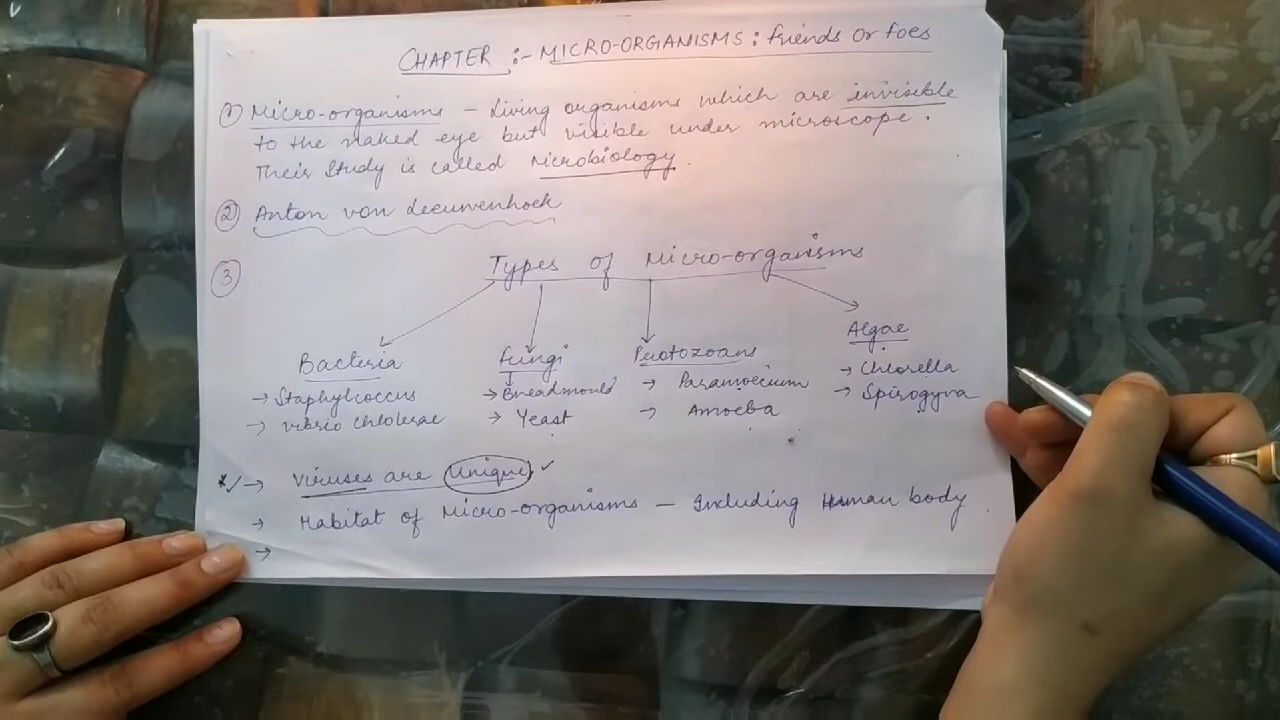 CHAPTER :- MICRO-ORGANISMS : friends or foes
① Micro-organisms - Living organisms which are invisible
to the naked eye but visible under microscope.
Their Study is called Microbiology.
② Anton von Leeuwenhoek
③ Types of Micro-organisms
Bacteria Fungi Protozoans Algae
→ Staphylcoccus → Breadmould → Paramoecium → Chlorella
→ vibrio chlolerae → Yeast → Amoeba → Spirogyra
*✓→ Viruses are Unique ✓
→ Habitat of Micro-organisms - Including Human body.
→